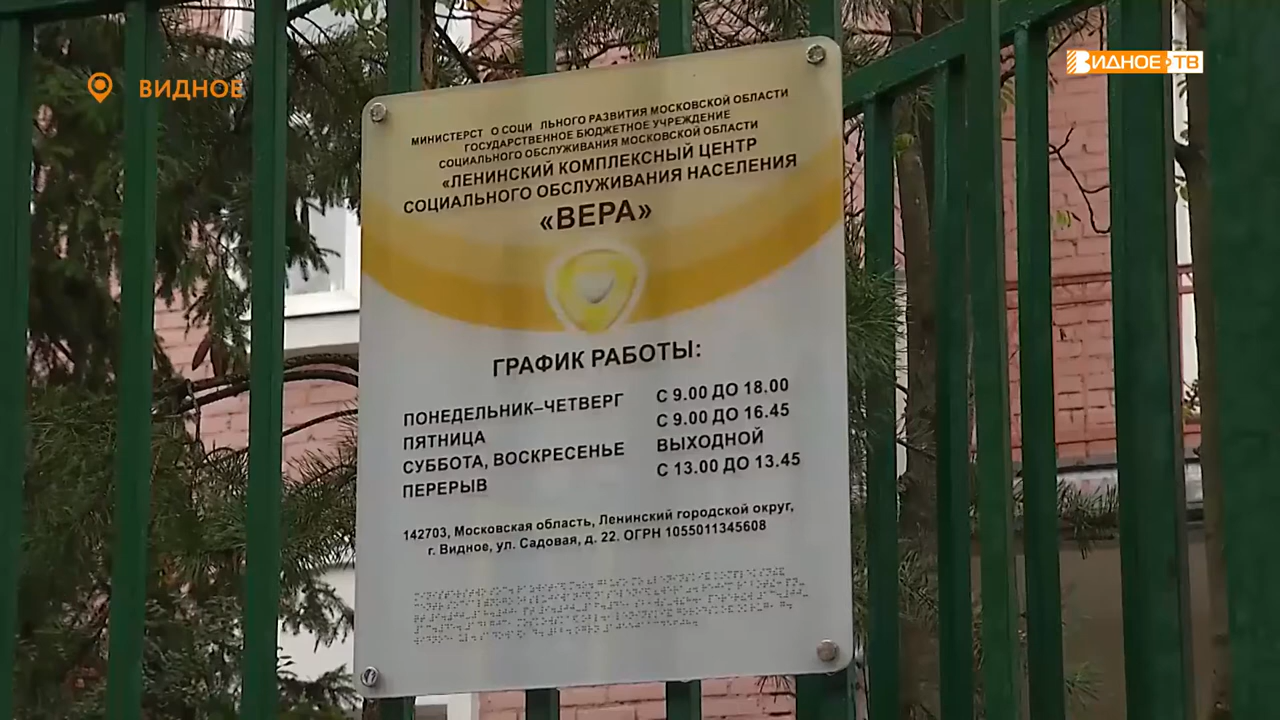 ВИДНОЕ
ВИДНОЕ ТВ
МИНИСТЕРСТ О СОЦИ ЛЬНОГО РАЗВИТИЯ МОСКОВСКОЙ ОБЛАСТИ
ГОСУДАРСТВЕННОЕ БЮДЖЕТНОЕ УЧРЕЖДЕНИЕ
СОЦИАЛЬНОГО ОБСЛУЖИВАНИЯ МОСКОВСКОЙ ОБЛАСТИ
«ЛЕНИНСКИЙ КОМПЛЕКСНЫЙ ЦЕНТР
СОЦИАЛЬНОГО ОБСЛУЖИВАНИЯ НАСЕЛЕНИЯ
«ВЕРА»
ГРАФИК РАБОТЫ:
ПОНЕДЕЛЬНИК–ЧЕТВЕРГ С 9.00 ДО 18.00
ПЯТНИЦА С 9.00 ДО 16.45
СУББОТА, ВОСКРЕСЕНЬЕ ВЫХОДНОЙ
ПЕРЕРЫВ С 13.00 ДО 13.45
142703, Московская область, Ленинский городской округ,
г. Видное, ул. Садовая, д. 22. ОГРН 1055011345608